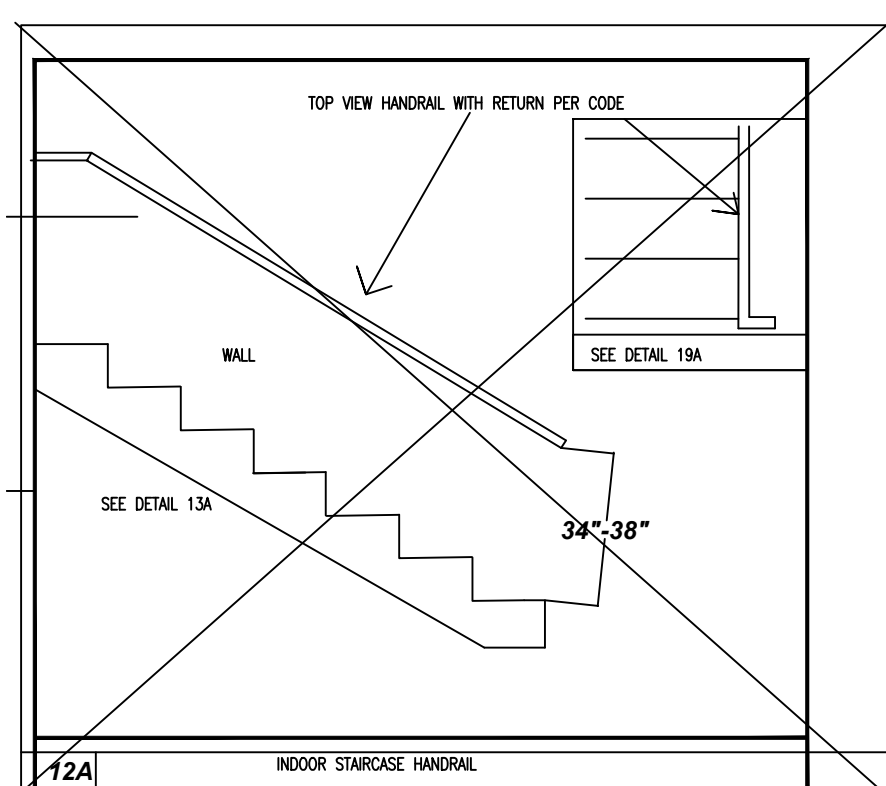 TOP VIEW HANDRAIL WITH RETURN PER CODE
WALL
SEE DETAIL 19A
SEE DETAIL 13A
34"-38"
12A
INDOOR STAIRCASE HANDRAIL